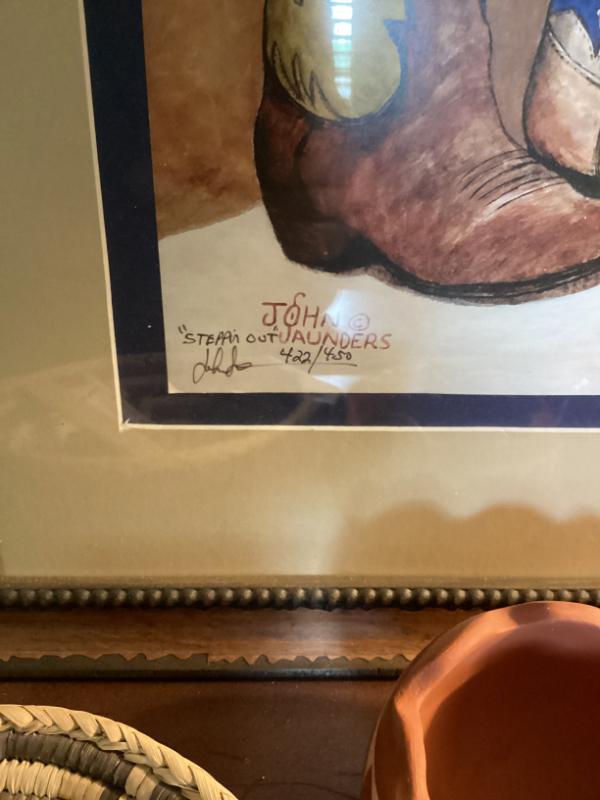 JOHN ©
SAUNDERS
"STEPPIN OUT" 422/450